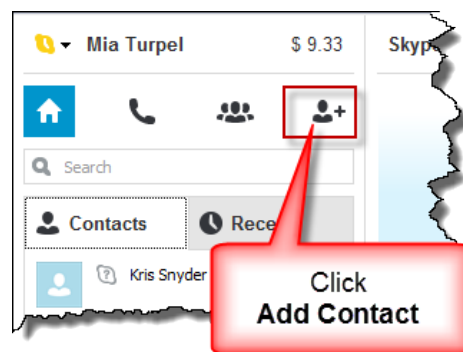 Mia Turpel $ 9.33 Skyp
Search
Contacts Rece
Kris Snyder
Click
Add Contact